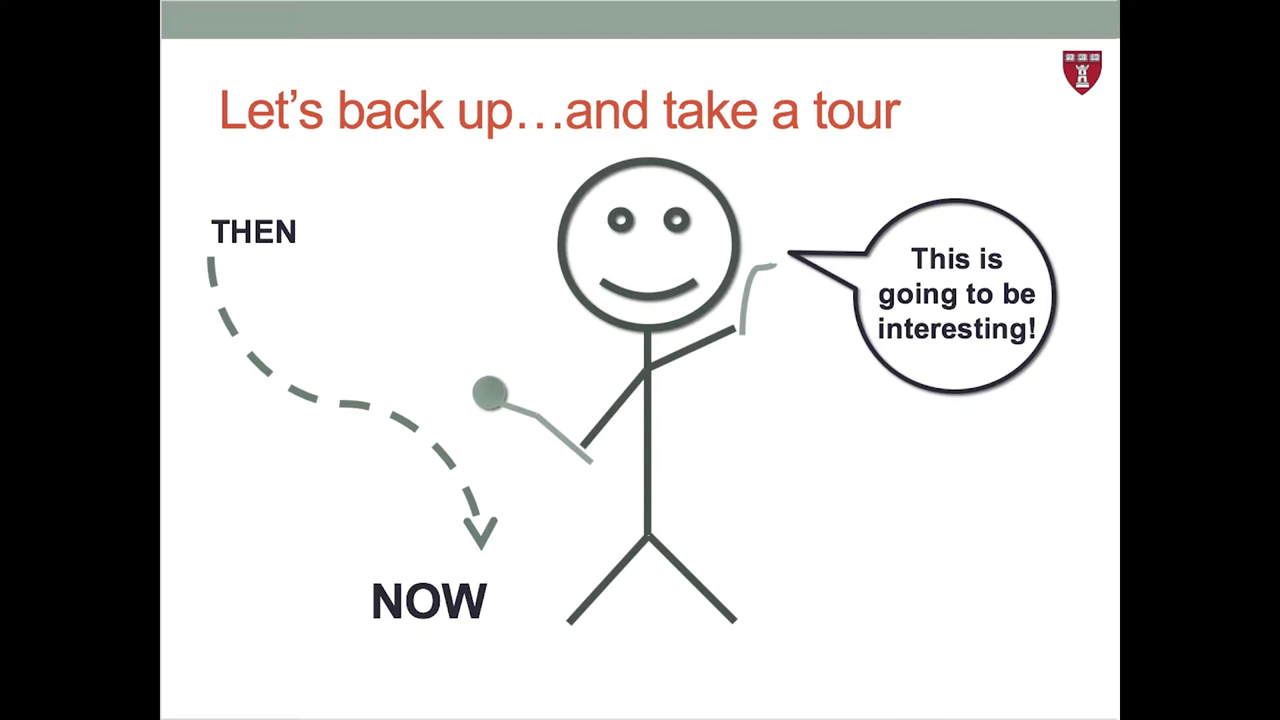 Let's back up…and take a tour
THEN
This is
going to be
interesting!
NOW